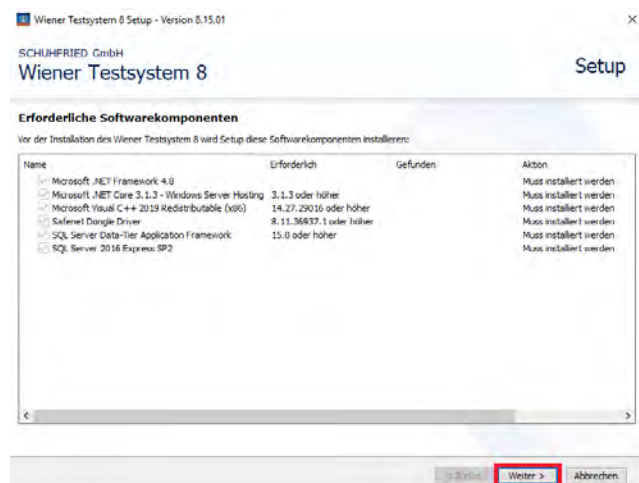 Wiener Testsystem 8 Setup - Version 8.15.01
SCHUHFRIED GmbH
Wiener Testsystem 8
Setup
Erforderliche Softwarekomponenten
Vor der Installation des Wiener Testsystem 8 wird Setup diese Softwarekomponenten installieren:
Name Erforderlich Gefunden Aktion
Microsoft .NET Framework 4.8 Muss installiert werden
Microsoft .NET Core 3.1.3 - Windows Server Hosting 3.1.3 oder höher Muss installiert werden
Microsoft Visual C++ 2019 Redistributable (x86) 14.27.29016 oder höher Muss installiert werden
Safenet Dongle Driver 8.11.36937.1 oder höher Muss installiert werden
SQL Server Data-Tier Application Framework 15.0 oder höher Muss installiert werden
SQL Server 2016 Express SP2 Muss installiert werden
< Zurück Weiter > Abbrechen